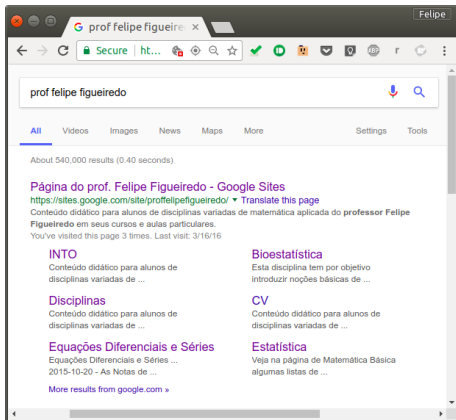 Felipe
prof felipe figueire
Secure | ht...
prof felipe figueiredo
All Videos Images News Maps More Settings Tools
About 540,000 results (0.40 seconds)
Página do prof. Felipe Figueiredo - Google Sites
https://sites.google.com/site/proffelipefigueiredo/ ▾ Translate this page
Conteúdo didático para alunos de disciplinas variadas de matemática aplicada do professor Felipe
Figueiredo em seus cursos e aulas particulares.
You've visited this page 3 times. Last visit: 3/16/16
INTO
Conteúdo didático para alunos de
disciplinas variadas de ...
Bioestatística
Esta disciplina tem por objetivo
introduzir noções básicas de ...
Disciplinas
Conteúdo didático para alunos de
disciplinas variadas de ...
CV
Conteúdo didático para alunos de
disciplinas variadas de ...
Equações Diferenciais e Séries
Equações Diferenciais e Séries ...
2015-10-20 - As Notas de ...
Estatística
Veja na página de Matemática Básica
algumas listas de ...
More results from google.com »